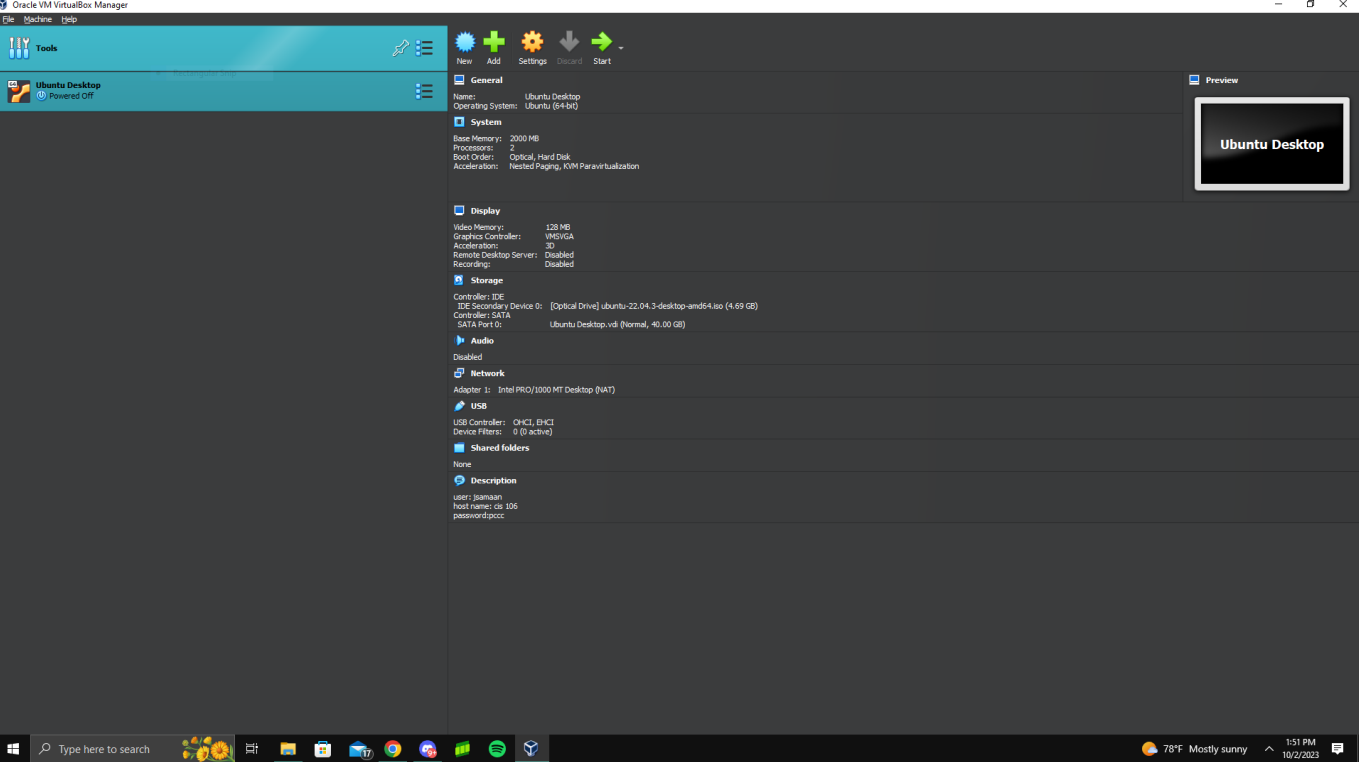 Oracle VM VirtualBox Manager
File Machine Help
Tools
Rectangular Snip
Ubuntu Desktop
Powered Off
New Add Settings Discard Start
General
Name: Ubuntu Desktop
Operating System: Ubuntu (64-bit)
System
Base Memory: 2000 MB
Processors: 2
Boot Order: Optical, Hard Disk
Acceleration: Nested Paging, KVM Paravirtualization
Preview
Ubuntu Desktop
Display
Video Memory: 128 MB
Graphics Controller: VMSVGA
Acceleration: 3D
Remote Desktop Server: Disabled
Recording: Disabled
Storage
Controller: IDE
IDE Secondary Device 0: [Optical Drive] ubuntu-22.04.3-desktop-amd64.iso (4.69 GB)
Controller: SATA
SATA Port 0: Ubuntu Desktop.vdi (Normal, 40.00 GB)
Audio
Disabled
Network
Adapter 1: Intel PRO/1000 MT Desktop (NAT)
USB
USB Controller: OHCI, EHCI
Device Filters: 0 (0 active)
Shared folders
None
Description
user: jsamaan
host name: cis 106
password:pccc
Type here to search
17
9+
78°F Mostly sunny
1:51 PM
10/2/2023